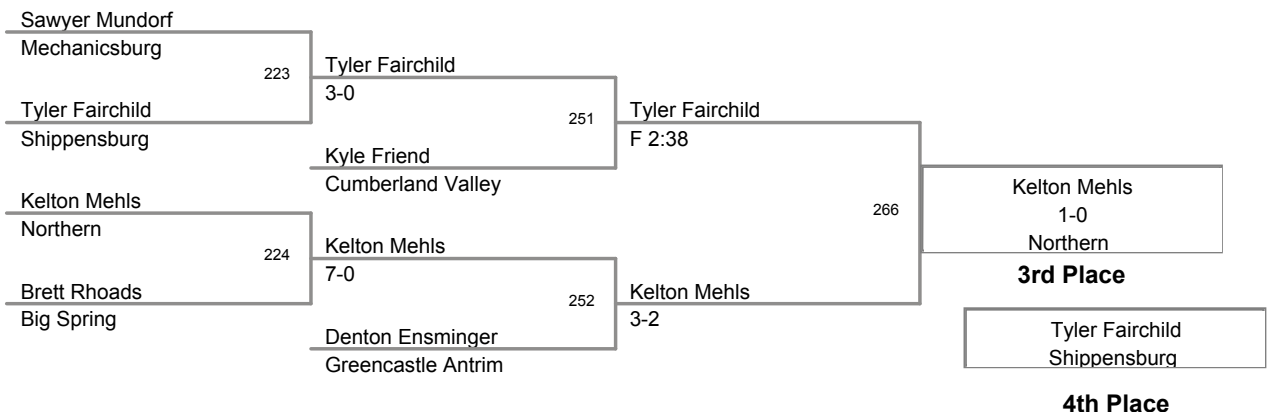 Sawyer Mundorf
Mechanicsburg
223
Tyler Fairchild
3-0
Tyler Fairchild
Shippensburg
251
Tyler Fairchild
F 2:38
Kyle Friend
Cumberland Valley
Kelton Mehls
Northern
224
Kelton Mehls
7-0
Brett Rhoads
Big Spring
252
Kelton Mehls
3-2
Denton Ensminger
Greencastle Antrim
266
Kelton Mehls
1-0
Northern
3rd Place
Tyler Fairchild
Shippensburg
4th Place